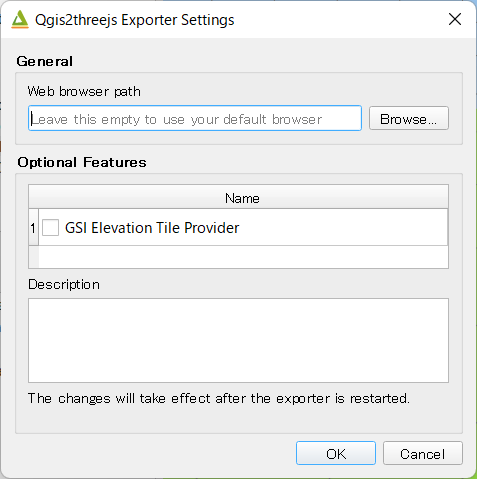 Qgis2threejs Exporter Settings
General
Web browser path
Leave this empty to use your default browser
Browse...
Optional Features
Name
1 GSI Elevation Tile Provider
Description
The changes will take effect after the exporter is restarted.
OK Cancel